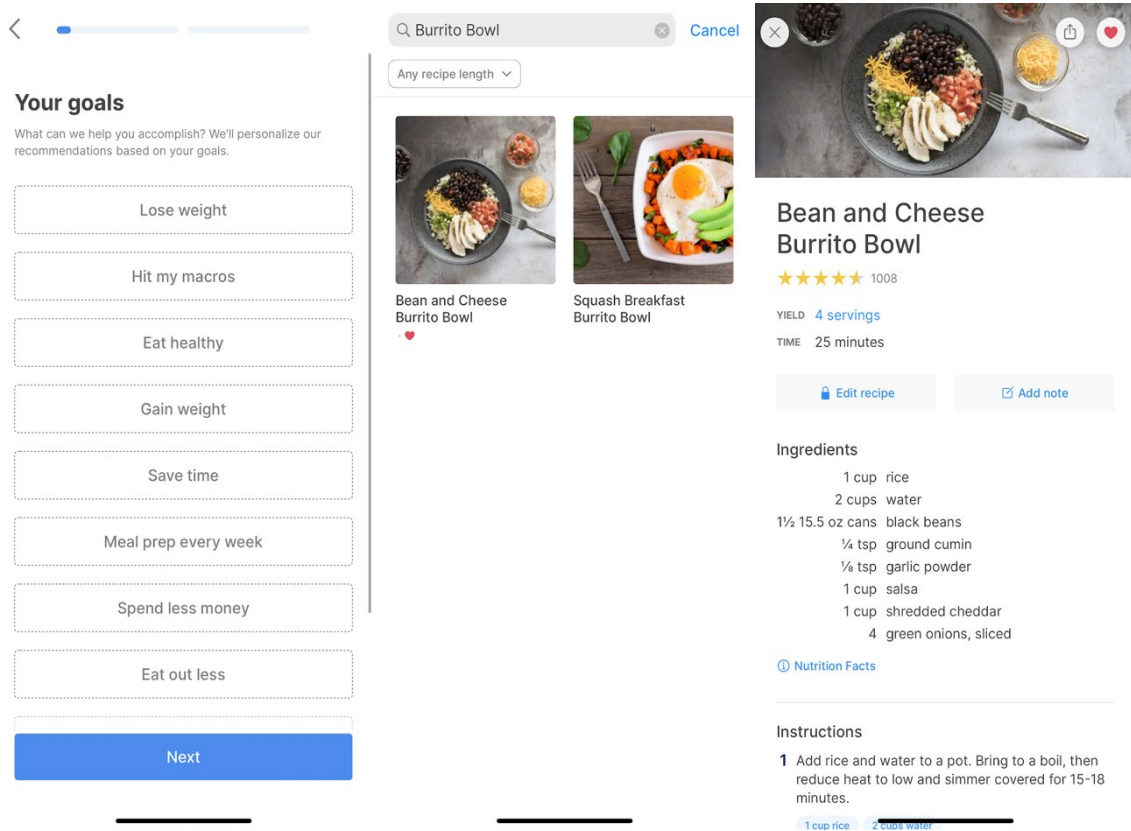 Your goals
What can we help you accomplish? We'll personalize our
recommendations based on your goals.
Lose weight
Hit my macros
Eat healthy
Gain weight
Save time
Meal prep every week
Spend less money
Eat out less
Next
Burrito Bowl
Cancel
Any recipe length
Bean and Cheese
Burrito Bowl
Squash Breakfast
Burrito Bowl
Bean and Cheese
Burrito Bowl
1008
YIELD 4 servings
TIME 25 minutes
Edit recipe
Add note
Ingredients
1 cup rice
2 cups water
1½ 15.5 oz cans black beans
¼ tsp ground cumin
⅛ tsp garlic powder
1 cup salsa
1 cup shredded cheddar
4 green onions, sliced
Nutrition Facts
Instructions
1 Add rice and water to a pot. Bring to a boil, then
reduce heat to low and simmer covered for 15-18
minutes.
1 cup rice 2 cups water